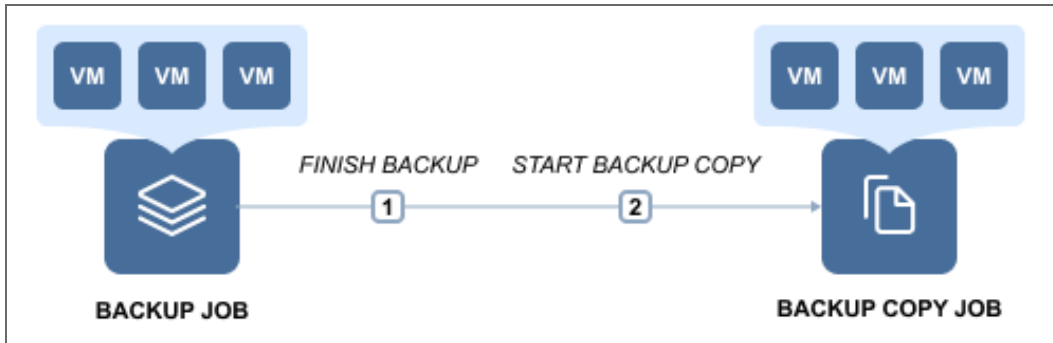 VM VM VM VM VM VM
FINISH BACKUP START BACKUP COPY
1 2
BACKUP JOB BACKUP COPY JOB